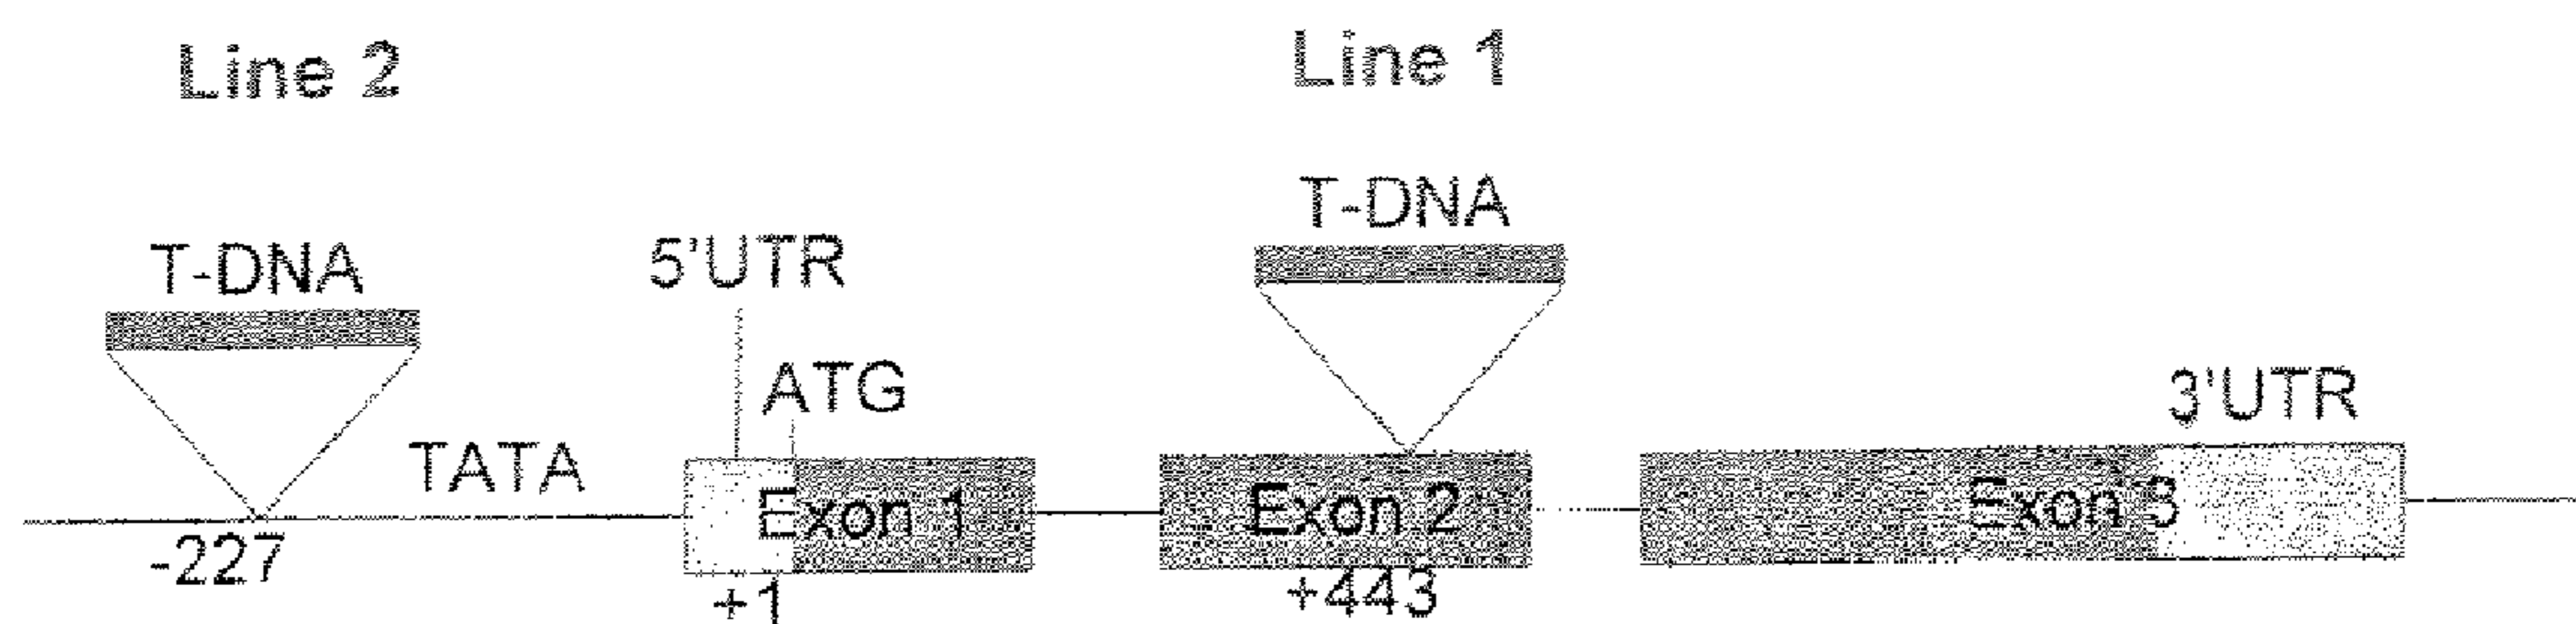 Line 2
Line 1
T-DNA
T-DNA
5'UTR
ATG
3'UTR
TATA
Exon 1
Exon 2
Exon 3
-227
+1
+443